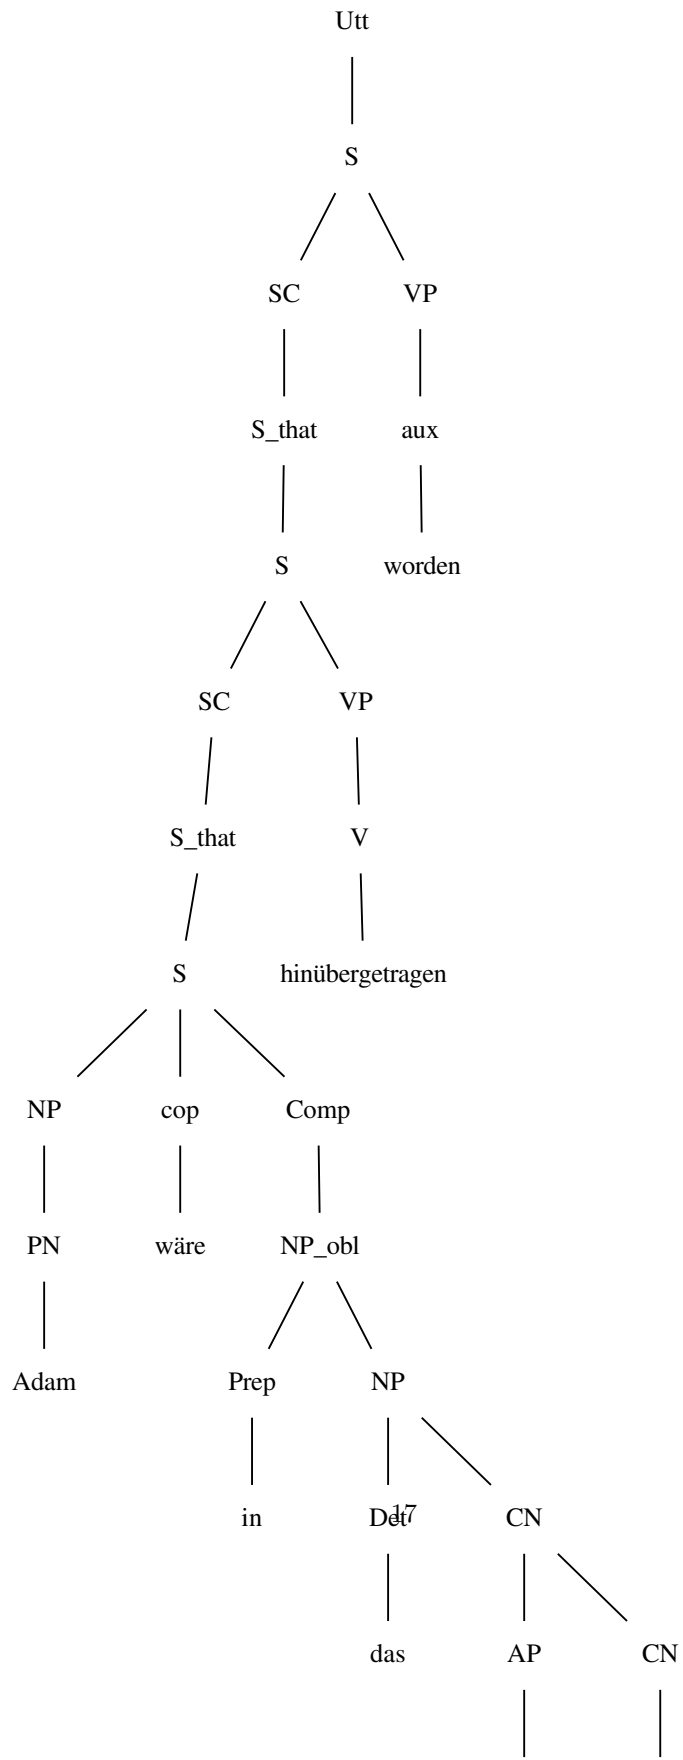 Utt
S
SC VP
S_that aux
S worden
SC VP
S_that V
S hinübergetragen
NP cop Comp
PN wäre NP_obl
Adam Prep NP
in Det 17 CN
das AP CN